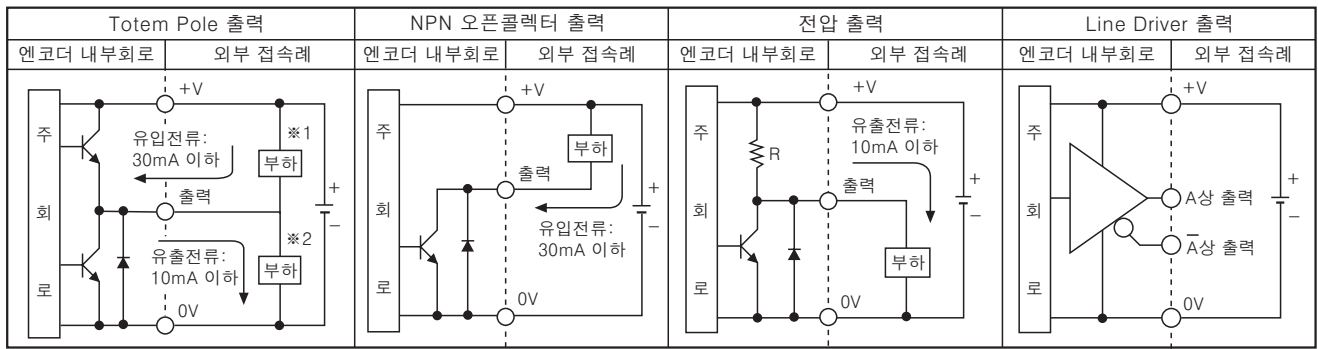 Totem Pole 출력
NPN 오픈콜렉터 출력
전압 출력
Line Driver 출력
엔코더 내부회로
외부 접속례
엔코더 내부회로
외부 접속례
엔코더 내부회로
외부 접속례
엔코더 내부회로
외부 접속례
주
회
로
+V
유입전류:
30mA 이하
※1
부하
출력
+
−
※2
유출전류:
10mA 이하
부하
0V
주
회
로
+V
부하
출력
+
−
유입전류:
30mA 이하
0V
주
회
로
+V
R
유출전류:
10mA 이하
출력
+
−
부하
0V
주
회
로
+V
A상 출력
A̅상 출력
+
−
0V